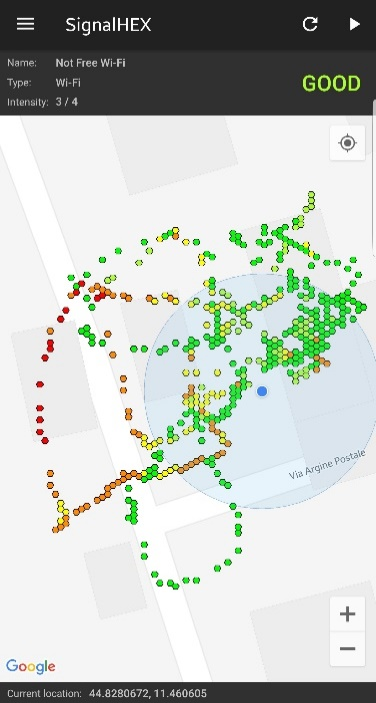 SignalHEX
Name: Not Free Wi-Fi
Type: Wi-Fi
GOOD
Intensity: 3 / 4
Via Argine Postale
+
−
Google
Current location: 44.8280672, 11.460605